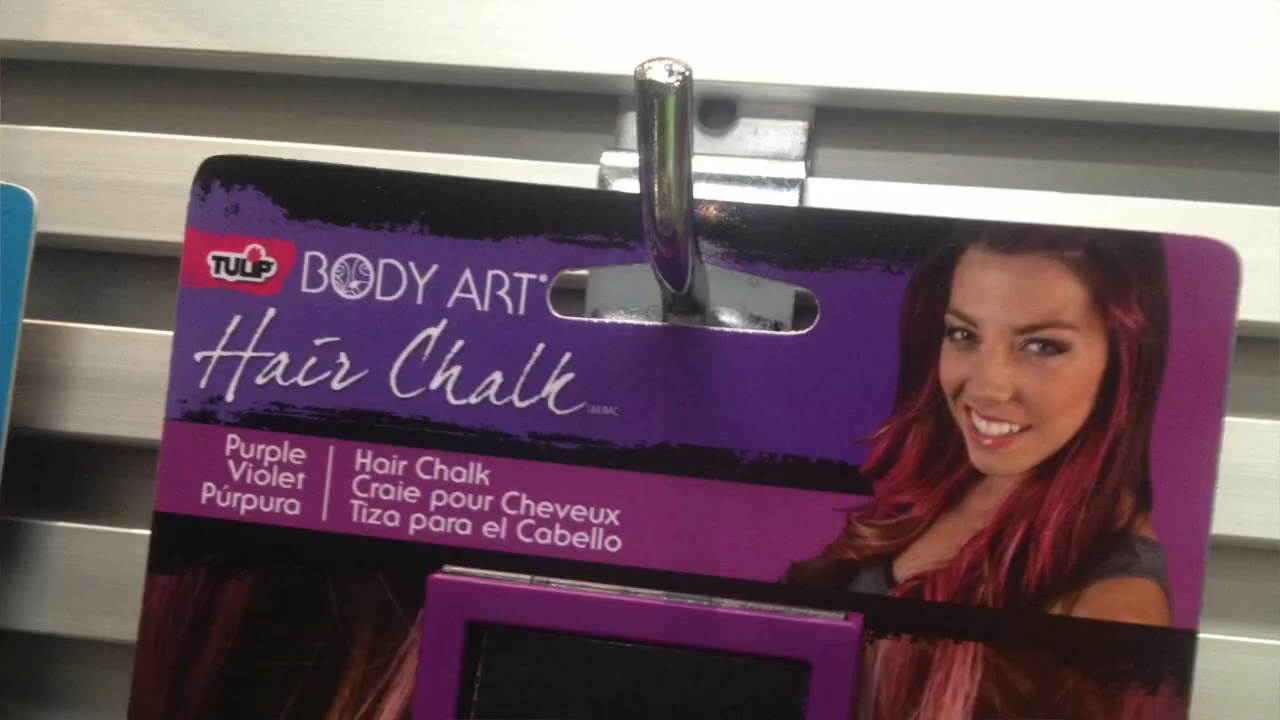 TULIP BODY ART®
Hair Chalk
Purple
Violet
Púrpura
Hair Chalk
Craie pour Cheveux
Tiza para el Cabello